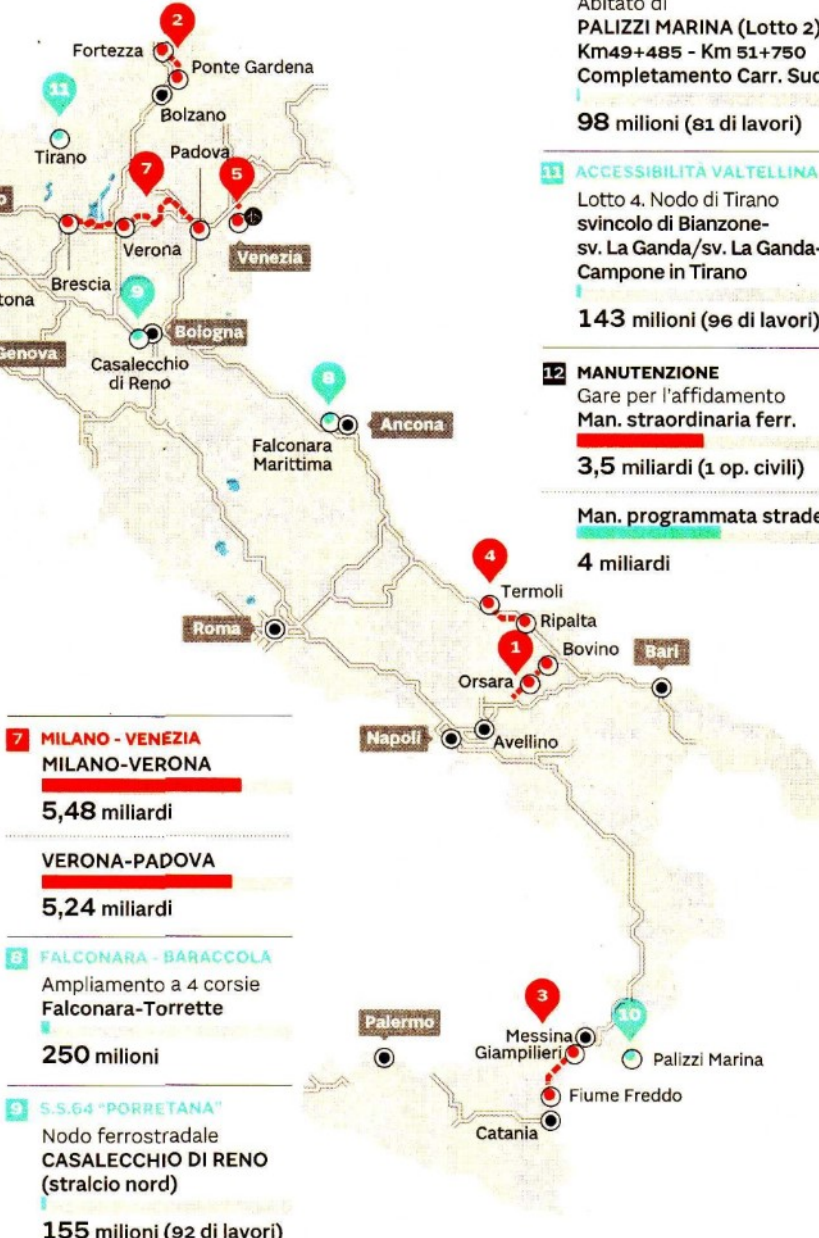 2
Fortezza
Ponte Gardena
11
Bolzano
Tirano
Padova
7
5
o
Verona
Venezia
Brescia
tona
9
Bologna
Genova
Casalecchio
di Reno
8
Ancona
Falconara
Marittima
4
Termoli
Ripalta
Roma
1
Bovino
Bari
Orsara
Napoli
Avellino
3
10
Palermo
Messina
Giampilieri
Palizzi Marina
Fiume Freddo
Catania
7 MILANO - VENEZIA
MILANO-VERONA
5,48 miliardi
VERONA-PADOVA
5,24 miliardi
8 FALCONARA - BARACCOLA
Ampliamento a 4 corsie
Falconara-Torrette
250 milioni
9 S.S.64 "PORRETANA"
Nodo ferrostradale
CASALECCHIO DI RENO
(stralcio nord)
155 milioni (92 di lavori)
Abitato di
PALIZZI MARINA (Lotto 2)
Km49+485 - Km 51+750
Completamento Carr. Sud
98 milioni (81 di lavori)
11 ACCESSIBILITÀ VALTELLINA
Lotto 4. Nodo di Tirano
svincolo di Bianzone-
sv. La Ganda/sv. La Ganda-
Campone in Tirano
143 milioni (96 di lavori)
12 MANUTENZIONE
Gare per l'affidamento
Man. straordinaria ferr.
3,5 miliardi (1 op. civili)
Man. programmata strade
4 miliardi